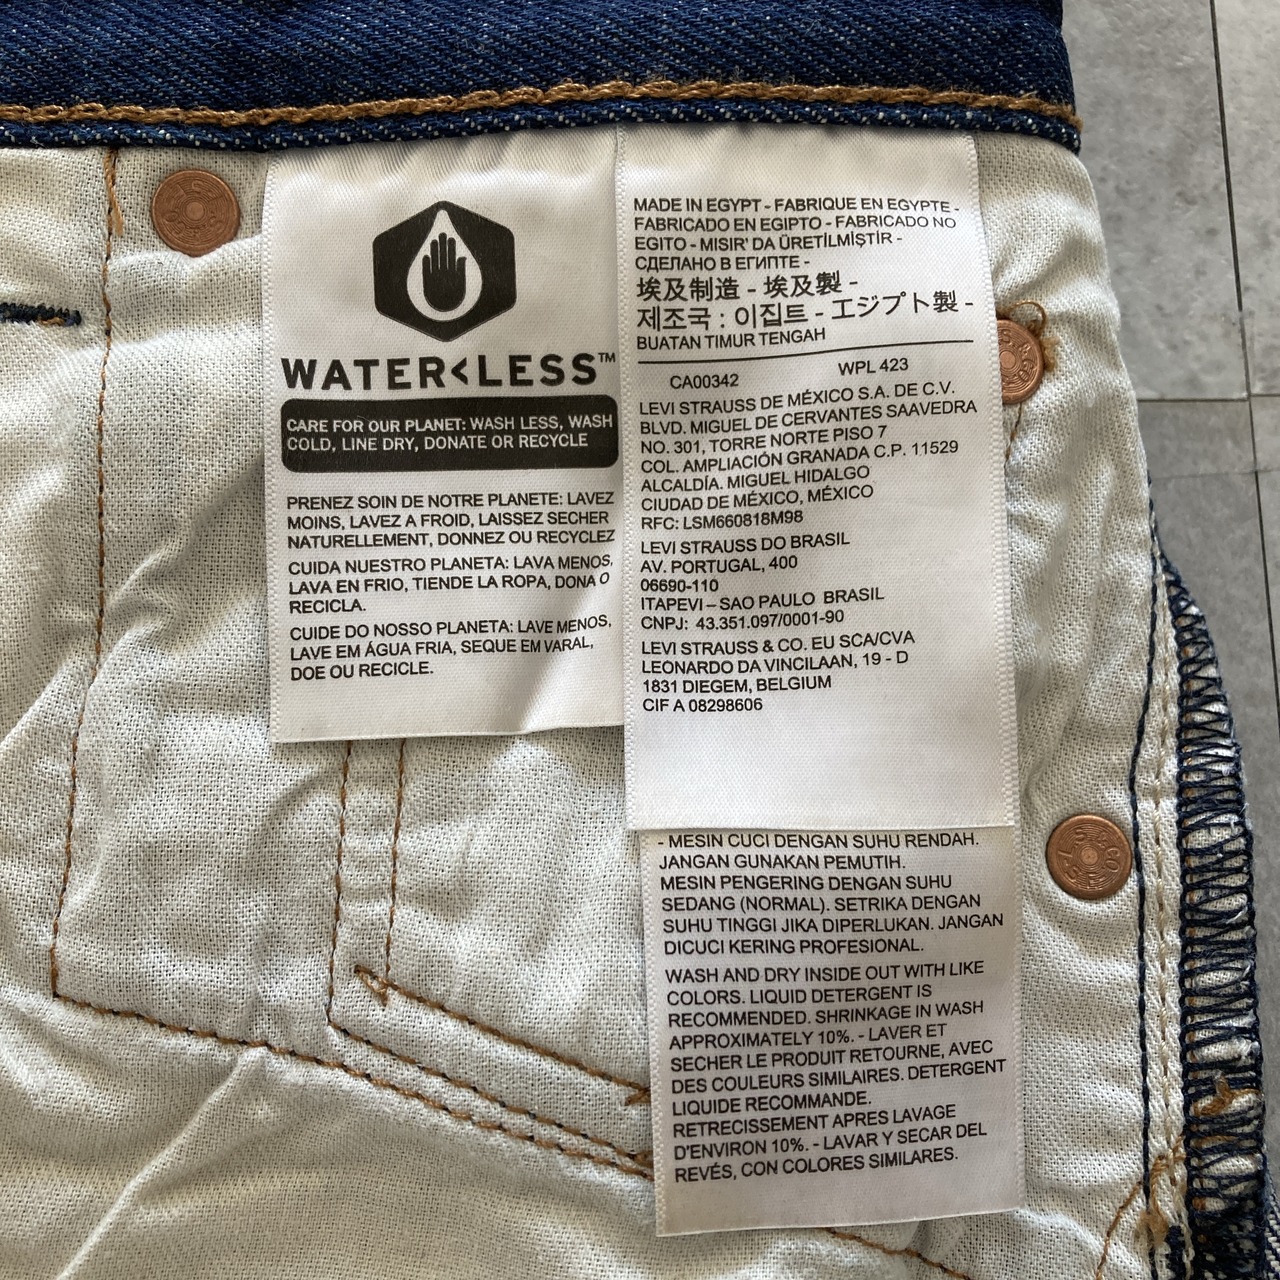 WATER<LESS™
CARE FOR OUR PLANET: WASH LESS, WASH
COLD, LINE DRY, DONATE OR RECYCLE
PRENEZ SOIN DE NOTRE PLANETE: LAVEZ
MOINS, LAVEZ A FROID, LAISSEZ SECHER
NATURELLEMENT, DONNEZ OU RECYCLEZ
CUIDA NUESTRO PLANETA: LAVA MENOS,
LAVA EN FRIO, TIENDE LA ROPA, DONA O
RECICLA.
CUIDE DO NOSSO PLANETA: LAVE MENOS,
LAVE EM ÁGUA FRIA, SEQUE EM VARAL,
DOE OU RECICLE.
MADE IN EGYPT - FABRIQUE EN EGYPTE -
FABRICADO EN EGIPTO - FABRICADO NO
EGITO - MISIR' DA ÜRETİLMİŞTİR -
СДЕЛАНО В ЕГИПТЕ -
埃及制造 - 埃及製 -
제조국 : 이집트 - エジプト製 -
BUATAN TIMUR TENGAH
CA00342 WPL 423
LEVI STRAUSS DE MÉXICO S.A. DE C.V.
BLVD. MIGUEL DE CERVANTES SAAVEDRA
NO. 301, TORRE NORTE PISO 7
COL. AMPLIACIÓN GRANADA C.P. 11529
ALCALDÍA. MIGUEL HIDALGO
CIUDAD DE MÉXICO, MÉXICO
RFC: LSM660818M98
LEVI STRAUSS DO BRASIL
AV. PORTUGAL, 400
06690-110
ITAPEVI – SAO PAULO BRASIL
CNPJ: 43.351.097/0001-90
LEVI STRAUSS & CO. EU SCA/CVA
LEONARDO DA VINCILAAN, 19 - D
1831 DIEGEM, BELGIUM
CIF A 08298606
- MESIN CUCI DENGAN SUHU RENDAH.
JANGAN GUNAKAN PEMUTIH.
MESIN PENGERING DENGAN SUHU
SEDANG (NORMAL). SETRIKA DENGAN
SUHU TINGGI JIKA DIPERLUKAN. JANGAN
DICUCI KERING PROFESIONAL.
WASH AND DRY INSIDE OUT WITH LIKE
COLORS. LIQUID DETERGENT IS
RECOMMENDED. SHRINKAGE IN WASH
APPROXIMATELY 10%. - LAVER ET
SECHER LE PRODUIT RETOURNE, AVEC
DES COULEURS SIMILAIRES. DETERGENT
LIQUIDE RECOMMANDE.
RETRECISSEMENT APRES LAVAGE
D'ENVIRON 10%. - LAVAR Y SECAR DEL
REVÉS, CON COLORES SIMILARES.